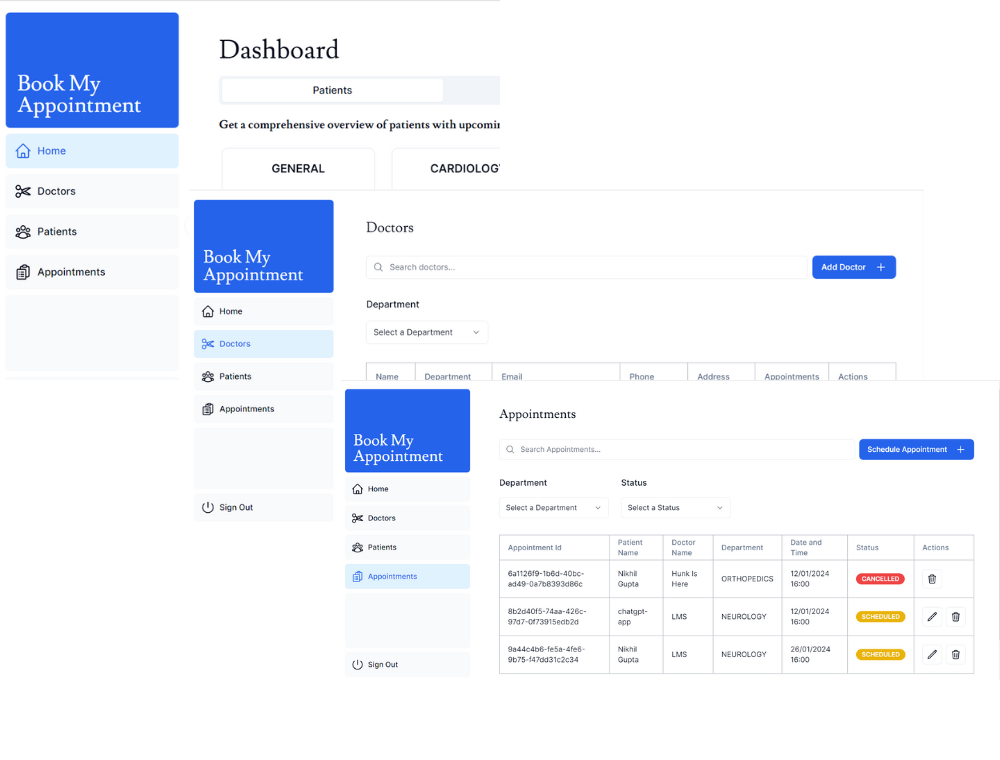 Book My
Appointment
Home
Doctors
Patients
Appointments
Dashboard
Patients
Get a comprehensive overview of patients with upcomin
GENERAL
CARDIOLOG
Book My
Appointment
Home
Doctors
Patients
Appointments
Sign Out
Doctors
Search doctors...
Add Doctor
Department
Select a Department
Name Department Email Phone Address Appointments Actions
Book My
Appointment
Home
Doctors
Patients
Appointments
Sign Out
Appointments
Search Appointments...
Schedule Appointment
Department Status
Select a Department Select a Status
Appointment Id Patient Name Doctor Name Department Date and Time Status Actions
6a1126f9-1b6d-40bc- Nikhil Hunk Is ORTHOPEDICS 12/01/2024 CANCELLED
ad49-0a7b8393d86c Gupta Here 16:00
8b2d40f5-74aa-426c- chatgpt- LMS NEUROLOGY 12/01/2024 SCHEDULED
97d7-0f73915edb2d app 16:00
9a44c4b6-fe5a-4fe6- Nikhil LMS NEUROLOGY 26/01/2024 SCHEDULED
9b75-f47dd31c2c34 Gupta 16:00